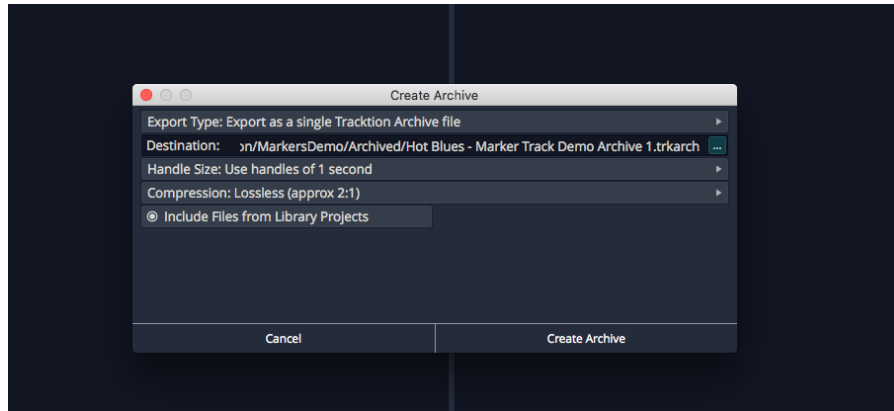 Create Archive
Export Type: Export as a single Tracktion Archive file
Destination: on/MarkersDemo/Archived/Hot Blues - Marker Track Demo Archive 1.trkarch ...
Handle Size: Use handles of 1 second
Compression: Lossless (approx 2:1)
Include Files from Library Projects
Cancel Create Archive